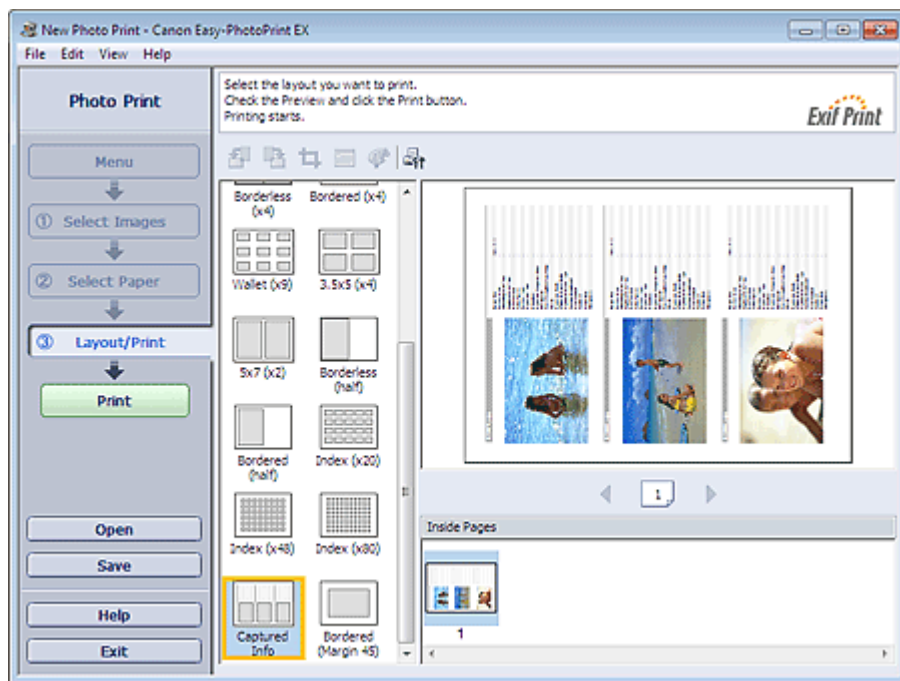 New Photo Print - Canon Easy-PhotoPrint EX
File Edit View Help
Photo Print
Select the layout you want to print.
Check the Preview and click the Print button.
Printing starts.
Exif Print
Menu
① Select Images
② Select Paper
③ Layout/Print
Print
Open
Save
Help
Exit
Borderless
(x4)
Bordered (x4)
Wallet (x9)
3.5x5 (x4)
5x7 (x2)
Borderless
(half)
Bordered
(half)
Index (x20)
Index (x48)
Index (x80)
Captured
Info
Bordered
(Margin 45)
1
Inside Pages
1